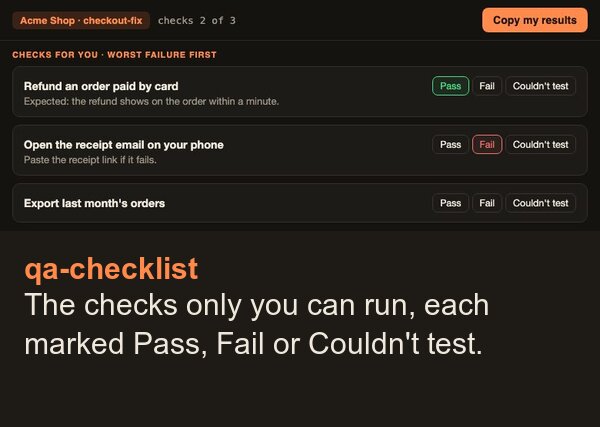 Acme Shop · checkout-fix checks 2 of 3 Copy my results
CHECKS FOR YOU · WORST FAILURE FIRST
Refund an order paid by card Pass Fail Couldn't test
Expected: the refund shows on the order within a minute.
Open the receipt email on your phone Pass Fail Couldn't test
Paste the receipt link if it fails.
Export last month's orders Pass Fail Couldn't test
qa-checklist
The checks only you can run, each
marked Pass, Fail or Couldn't test.